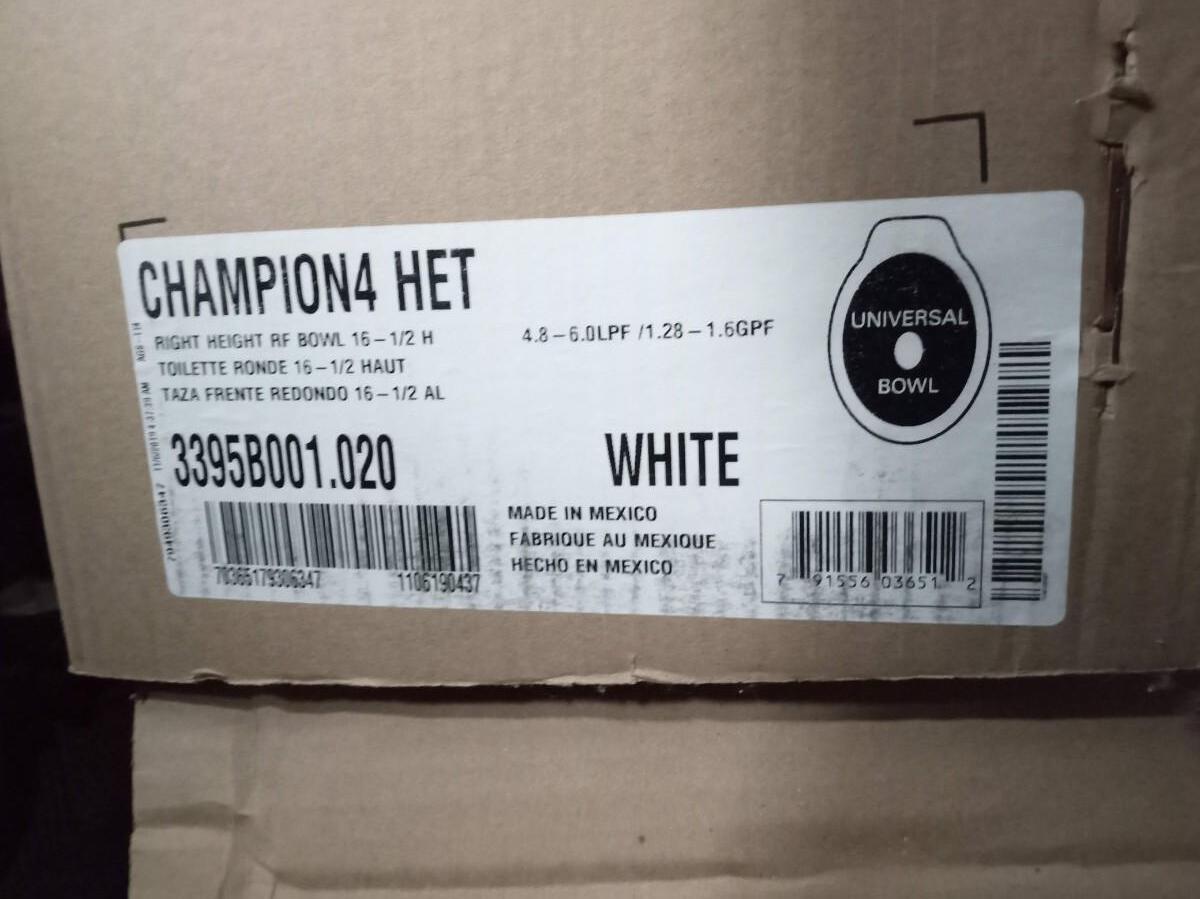 CHAMPION4 HET
RIGHT HEIGHT RF BOWL 16-1/2 H
TOILETTE RONDE 16-1/2 HAUT
TAZA FRENTE REDONDO 16-1/2 AL
4.8-6.0LPF /1.28-1.6GPF
UNIVERSAL
BOWL
3395B001.020
WHITE
MADE IN MEXICO
FABRIQUE AU MEXIQUE
HECHO EN MEXICO
70365179306347 1106190437
7 91556 03651 2